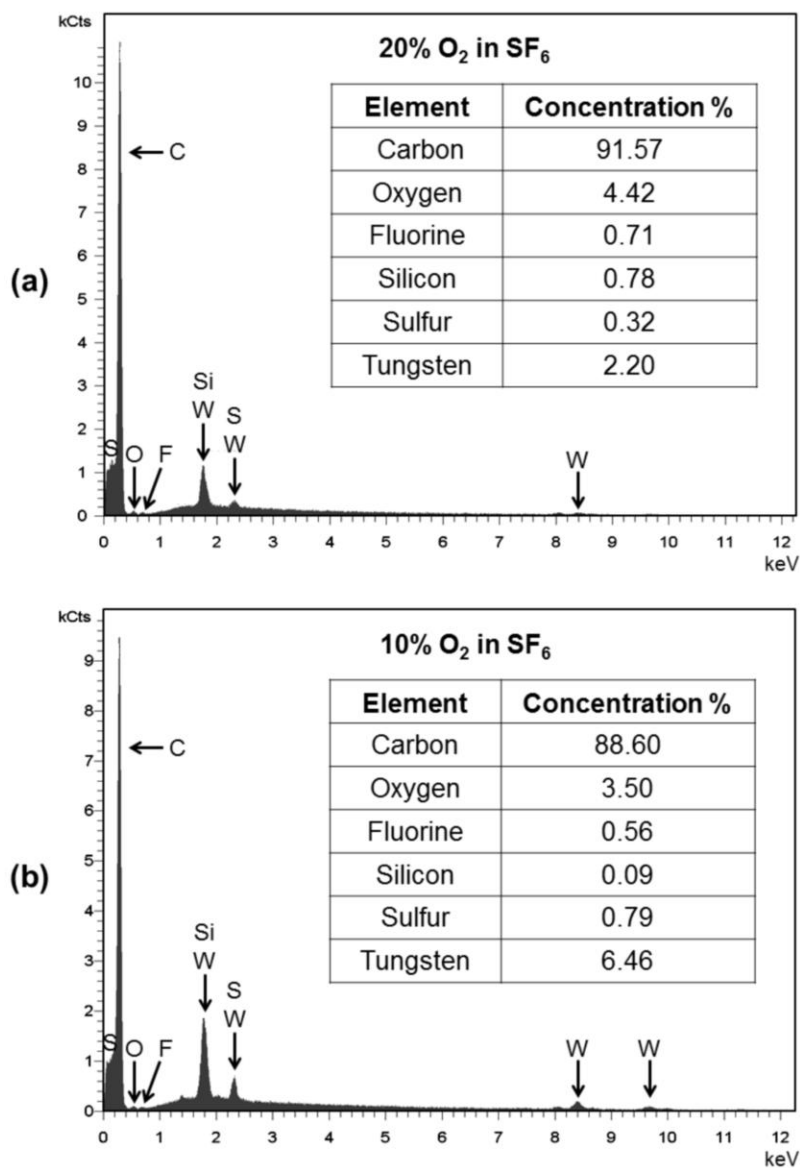 kCts
20% O₂ in SF₆
Element Concentration %
Carbon 91.57
Oxygen 4.42
Fluorine 0.71
Silicon 0.78
Sulfur 0.32
Tungsten 2.20
(a)
10
9
8
7
6
5
4
3
2
1
0
C
S
O
F
Si
W
S
W
W
0 1 2 3 4 5 6 7 8 9 10 11 12
keV
kCts
10% O₂ in SF₆
Element Concentration %
Carbon 88.60
Oxygen 3.50
Fluorine 0.56
Silicon 0.09
Sulfur 0.79
Tungsten 6.46
(b)
9
8
7
6
5
4
3
2
1
0
C
S
O
F
Si
W
S
W
W
W
0 1 2 3 4 5 6 7 8 9 10 11 12
keV